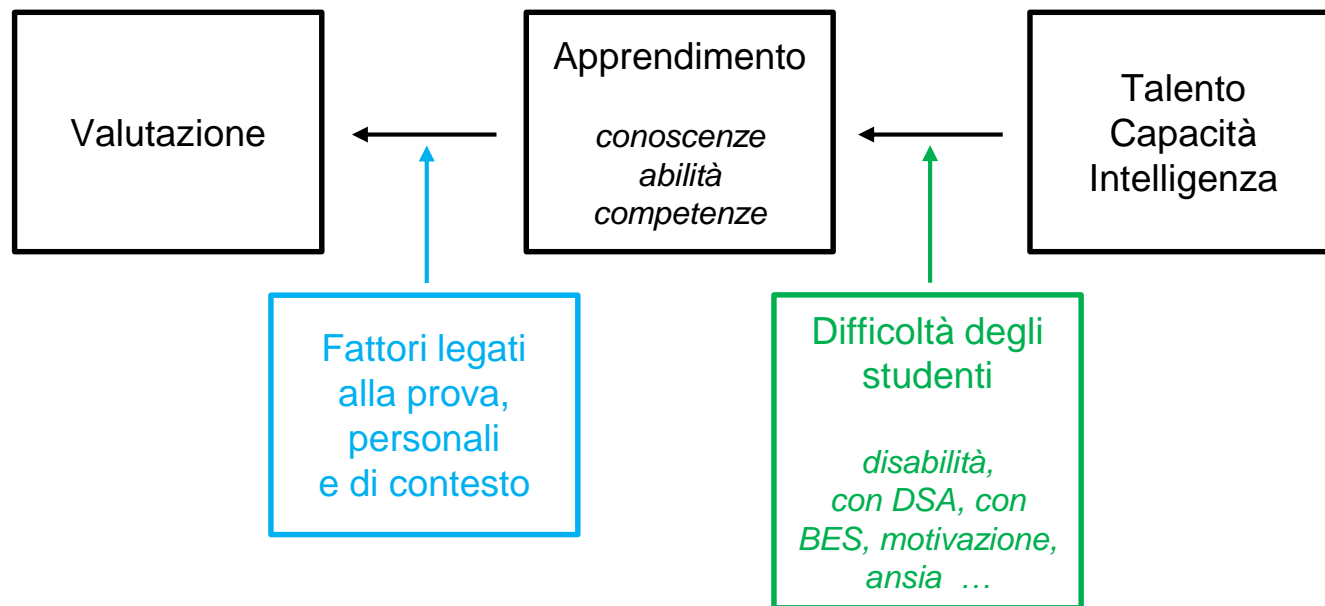 Valutazione
Apprendimento
conoscenze
abilità
competenze
Talento
Capacità
Intelligenza
Fattori legati
alla prova,
personali
e di contesto
Difficoltà degli
studenti
disabilità,
con DSA, con
BES, motivazione,
ansia …